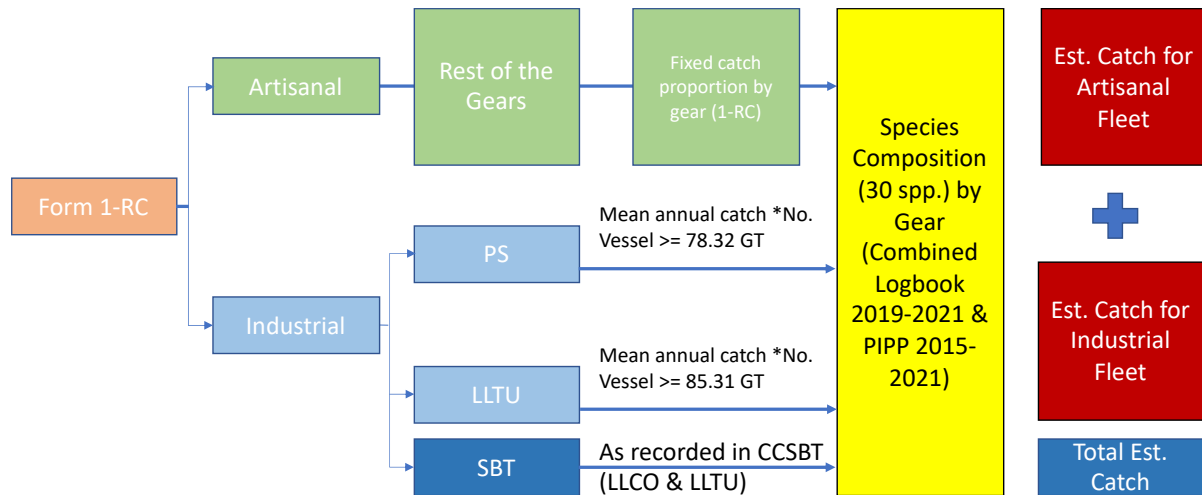 Form 1-RC
Artisanal
Rest of the
Gears
Fixed catch
proportion by
gear (1-RC)
Industrial
PS
Mean annual catch *No.
Vessel >= 78.32 GT
LLTU
Mean annual catch *No.
Vessel >= 85.31 GT
SBT
As recorded in CCSBT
(LLCO & LLTU)
Species
Composition
(30 spp.) by
Gear
(Combined
Logbook
2019-2021 &
PIPP 2015-
2021)
Est. Catch for
Artisanal
Fleet
Est. Catch for
Industrial
Fleet
Total Est.
Catch